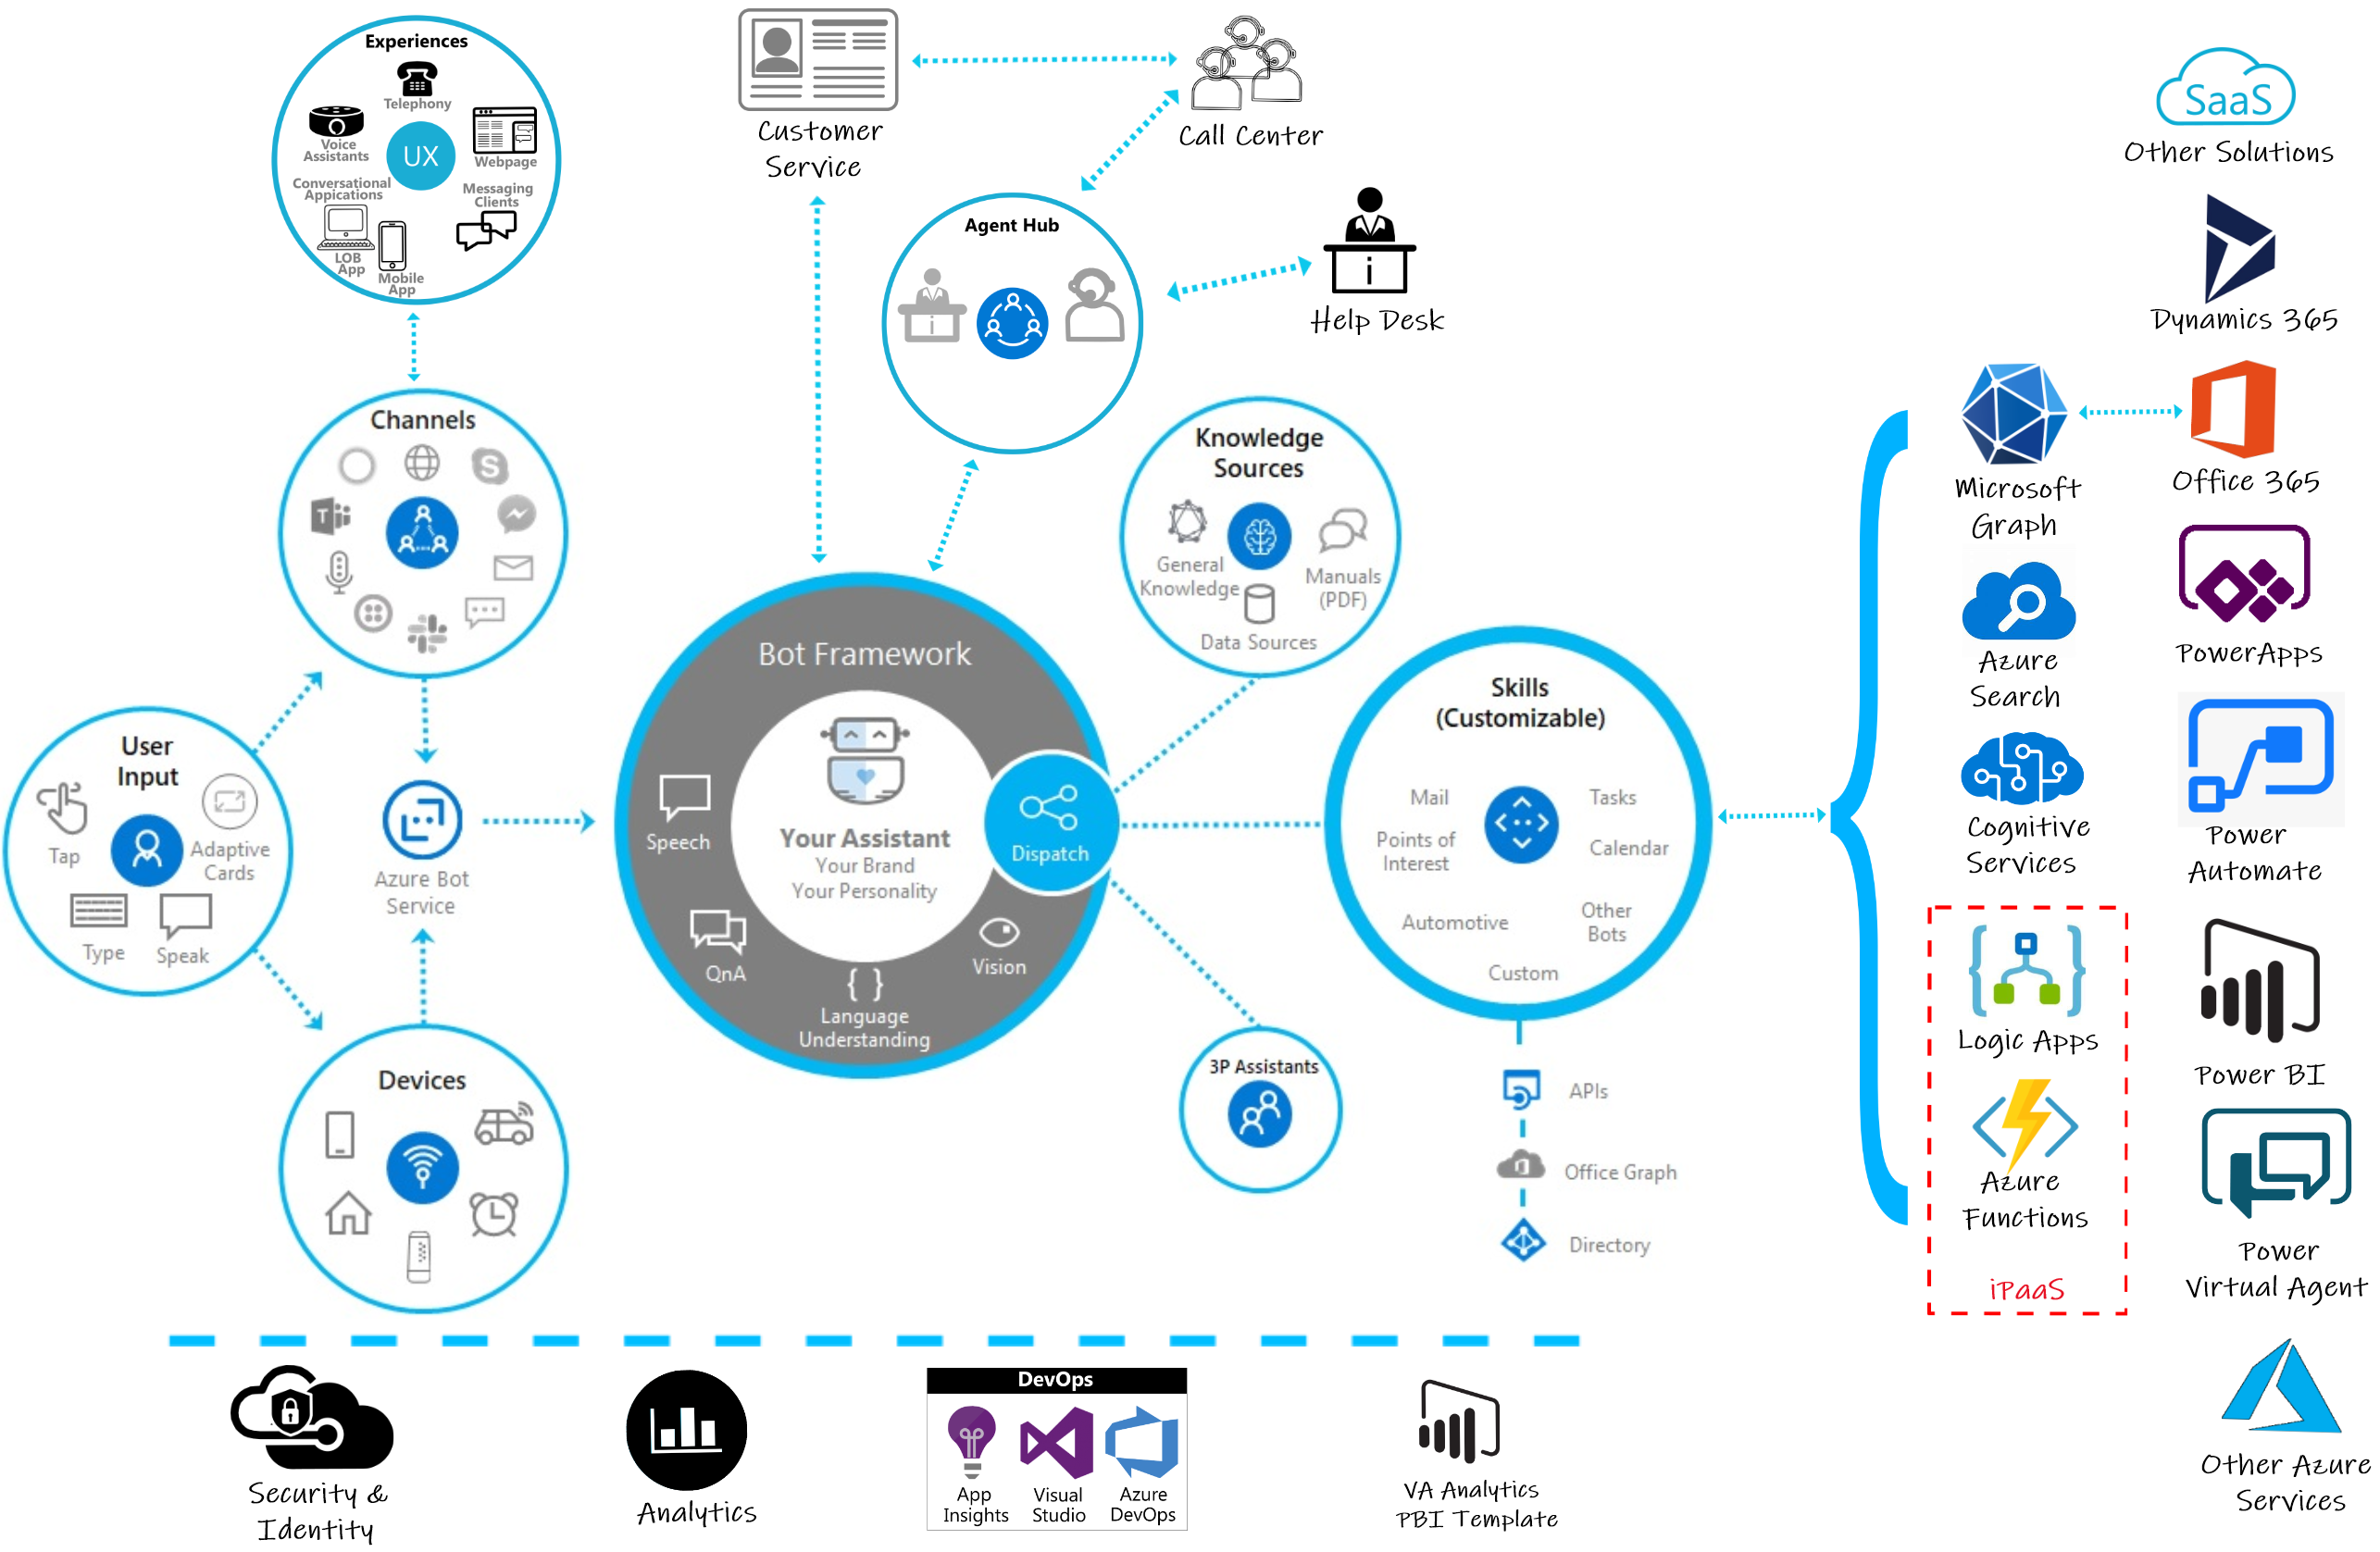 Experiences
Telephony
Voice
Assistants
UX
Webpage
Conversational
Appications
Messaging
Clients
LOB
App
Mobile
App
Customer
Service
Call Center
Agent Hub
i
i
Help Desk
SaaS
Other Solutions
Dynamics 365
Channels
S
T
Knowledge
Sources
General
Knowledge
Manuals
(PDF)
Data Sources
Microsoft
Graph
Office 365
Azure
Search
PowerApps
Cognitive
Services
Power
Automate
User
Input
Tap
Adaptive
Cards
Type
Speak
Azure Bot
Service
Bot Framework
Your Assistant
Your Brand
Your Personality
Speech
Dispatch
QnA
Vision
{ }
Language
Understanding
Skills
(Customizable)
Mail
Tasks
Points of
Interest
Calendar
Automotive
Other
Bots
Custom
Devices
3P Assistants
APIs
Office Graph
Directory
Logic Apps
Azure
Functions
iPaaS
Power BI
Power
Virtual Agent
Other Azure
Services
Security &
Identity
Analytics
DevOps
App
Insights
Visual
Studio
Azure
DevOps
VA Analytics
PBI Template